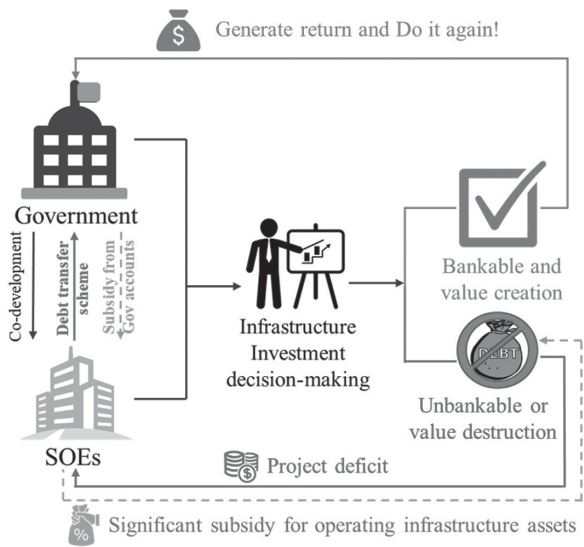 Generate return and Do it again!
Government
Co-development
Debt transfer
scheme
Subsidy from
Gov accounts
Infrastructure
Investment
decision-making
Bankable and
value creation
DEBT
Unbankable or
value destruction
SOEs
Project deficit
Significant subsidy for operating infrastructure assets